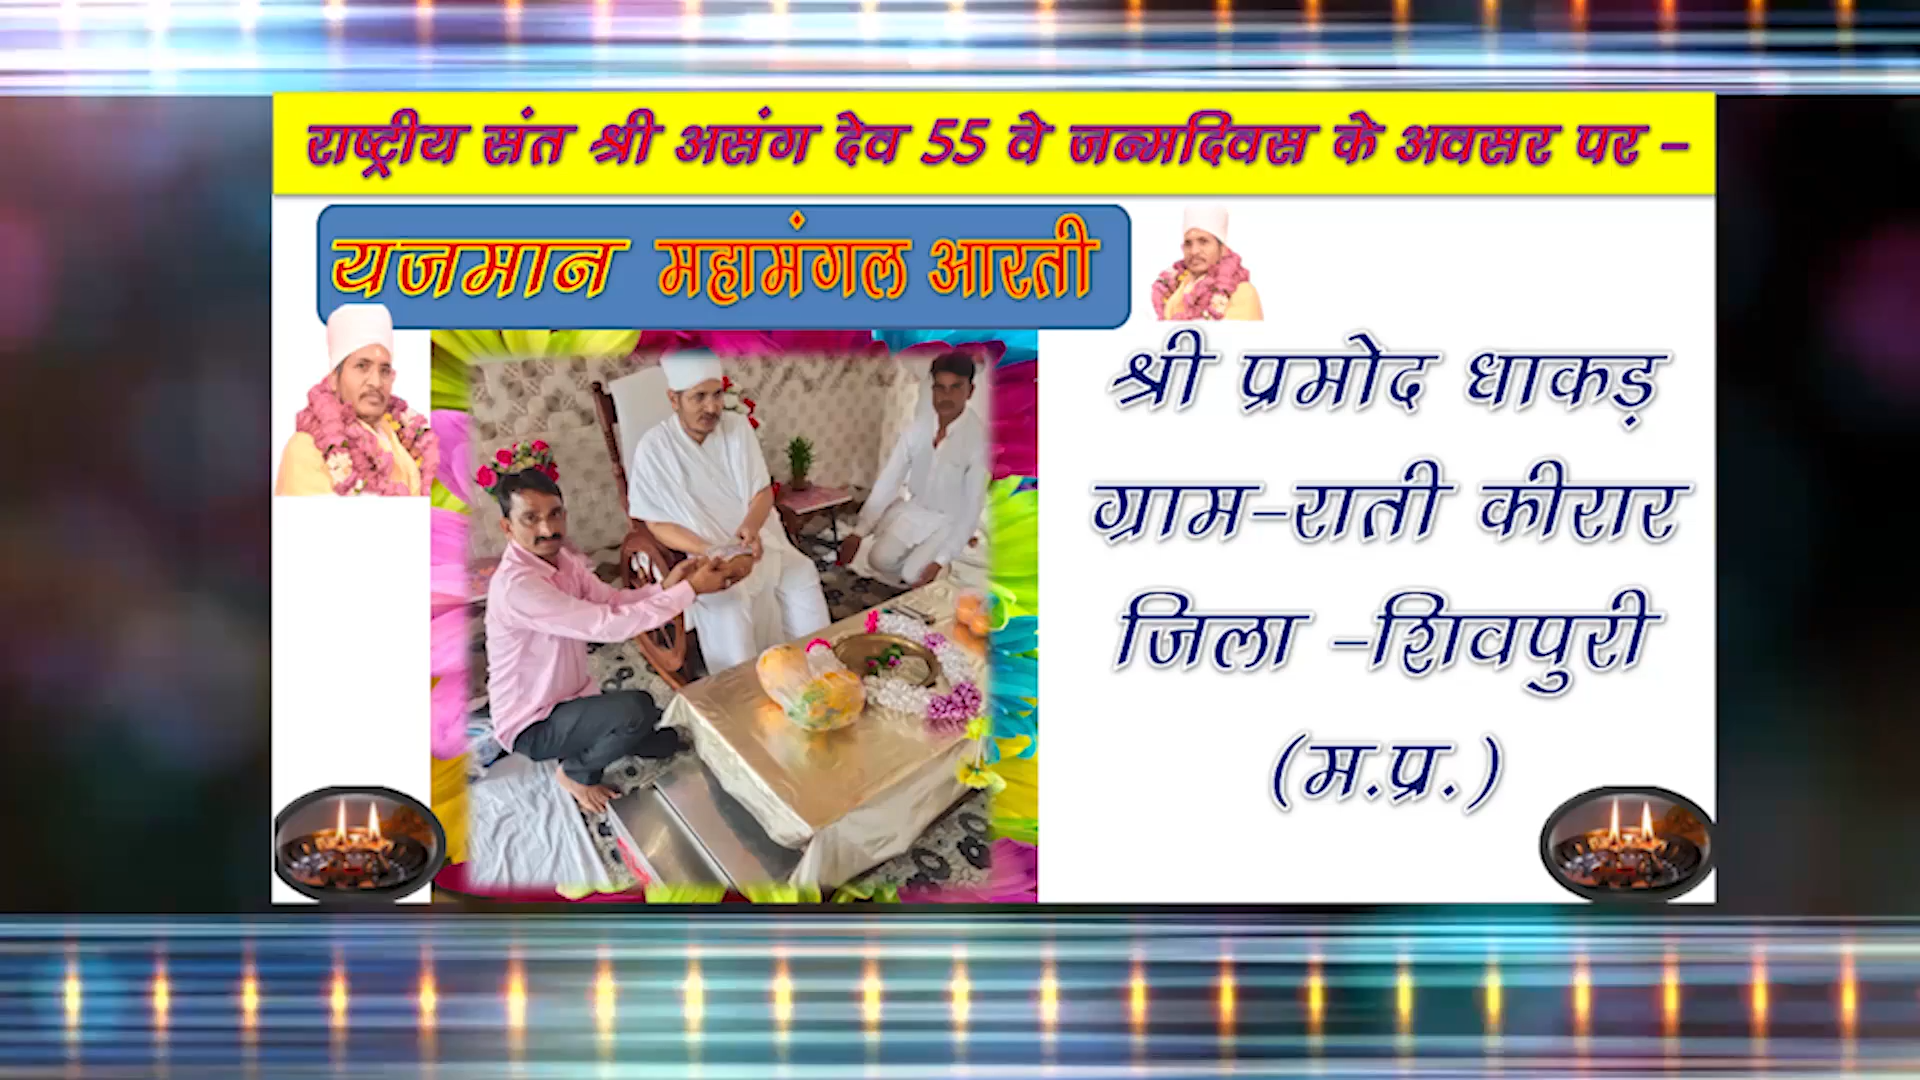 राष्ट्रीय संत श्री असंग देव 55 वे जन्मदिवस के अवसर पर -
यजमान महामंगल आरती
श्री प्रमोद धाकड़
ग्राम-राती कीरार
जिला -शिवपुरी
(म.प्र.)